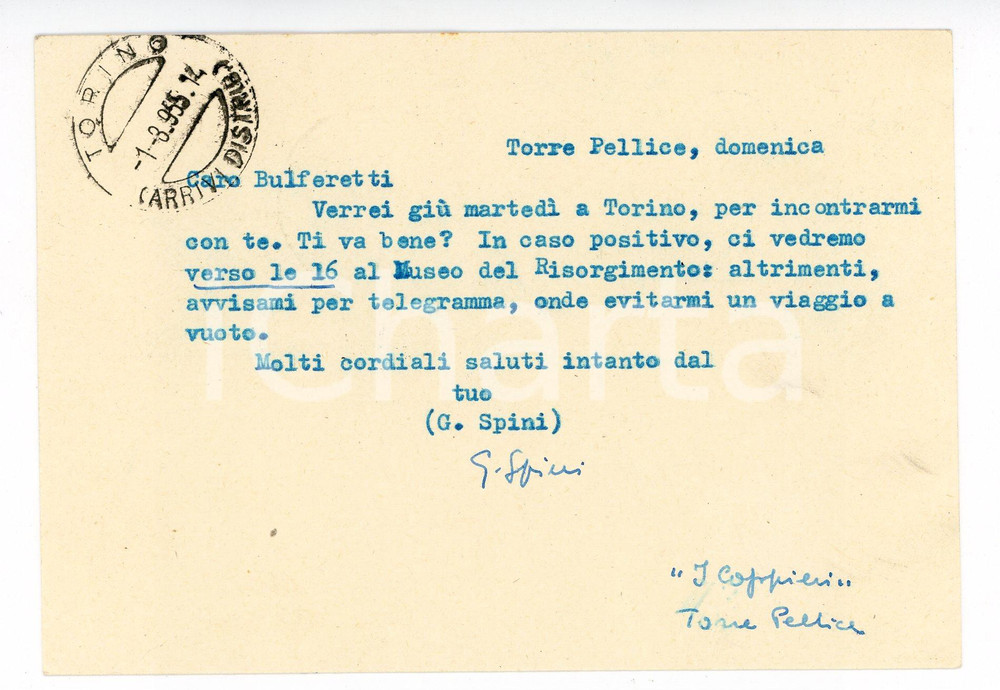 TORINO
-1-8.955.14
(ARRIVI DISTRIB)
Torre Pellice, domenica
Caro Bulferetti
Verrei giù martedì a Torino, per incontrarmi
con te. Ti va bene? In caso positivo, ci vedremo
verso le 16 al Museo del Risorgimento: altrimenti,
avvisami per telegramma, onde evitarmi un viaggio a
vuoto.
Molti cordiali saluti intanto dal
tuo
(G. Spini)
G. Spini
"I Coppieri"
Torre Pellice
iCharta